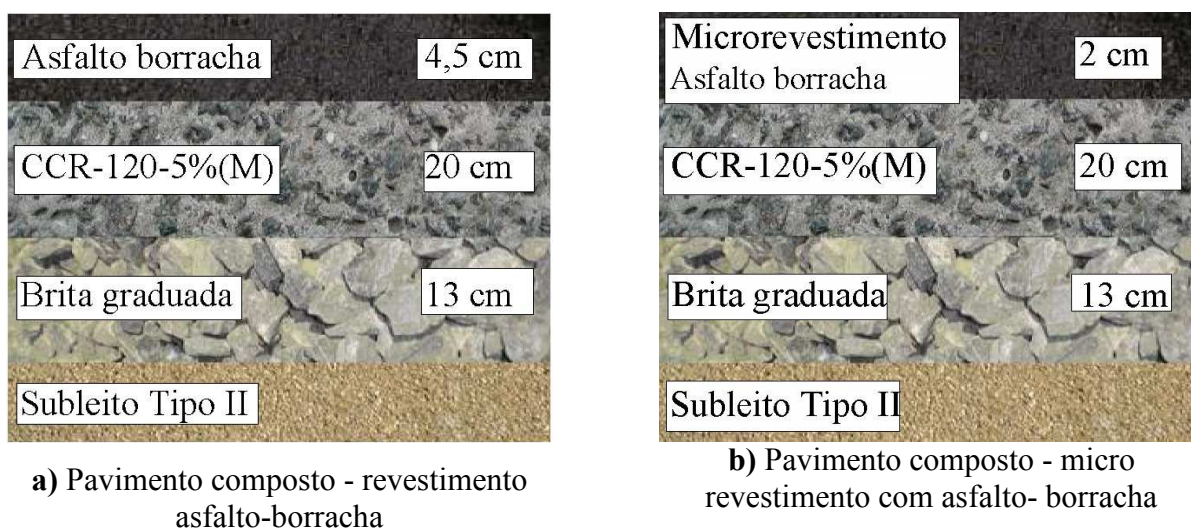 Asfalto borracha 4,5 cm
CCR-120-5%(M) 20 cm
Brita graduada 13 cm
Subleito Tipo II
a) Pavimento composto - revestimento
asfalto-borracha
Microrevestimento
Asfalto borracha
2 cm
CCR-120-5%(M) 20 cm
Brita graduada 13 cm
Subleito Tipo II
b) Pavimento composto - micro
revestimento com asfalto- borracha